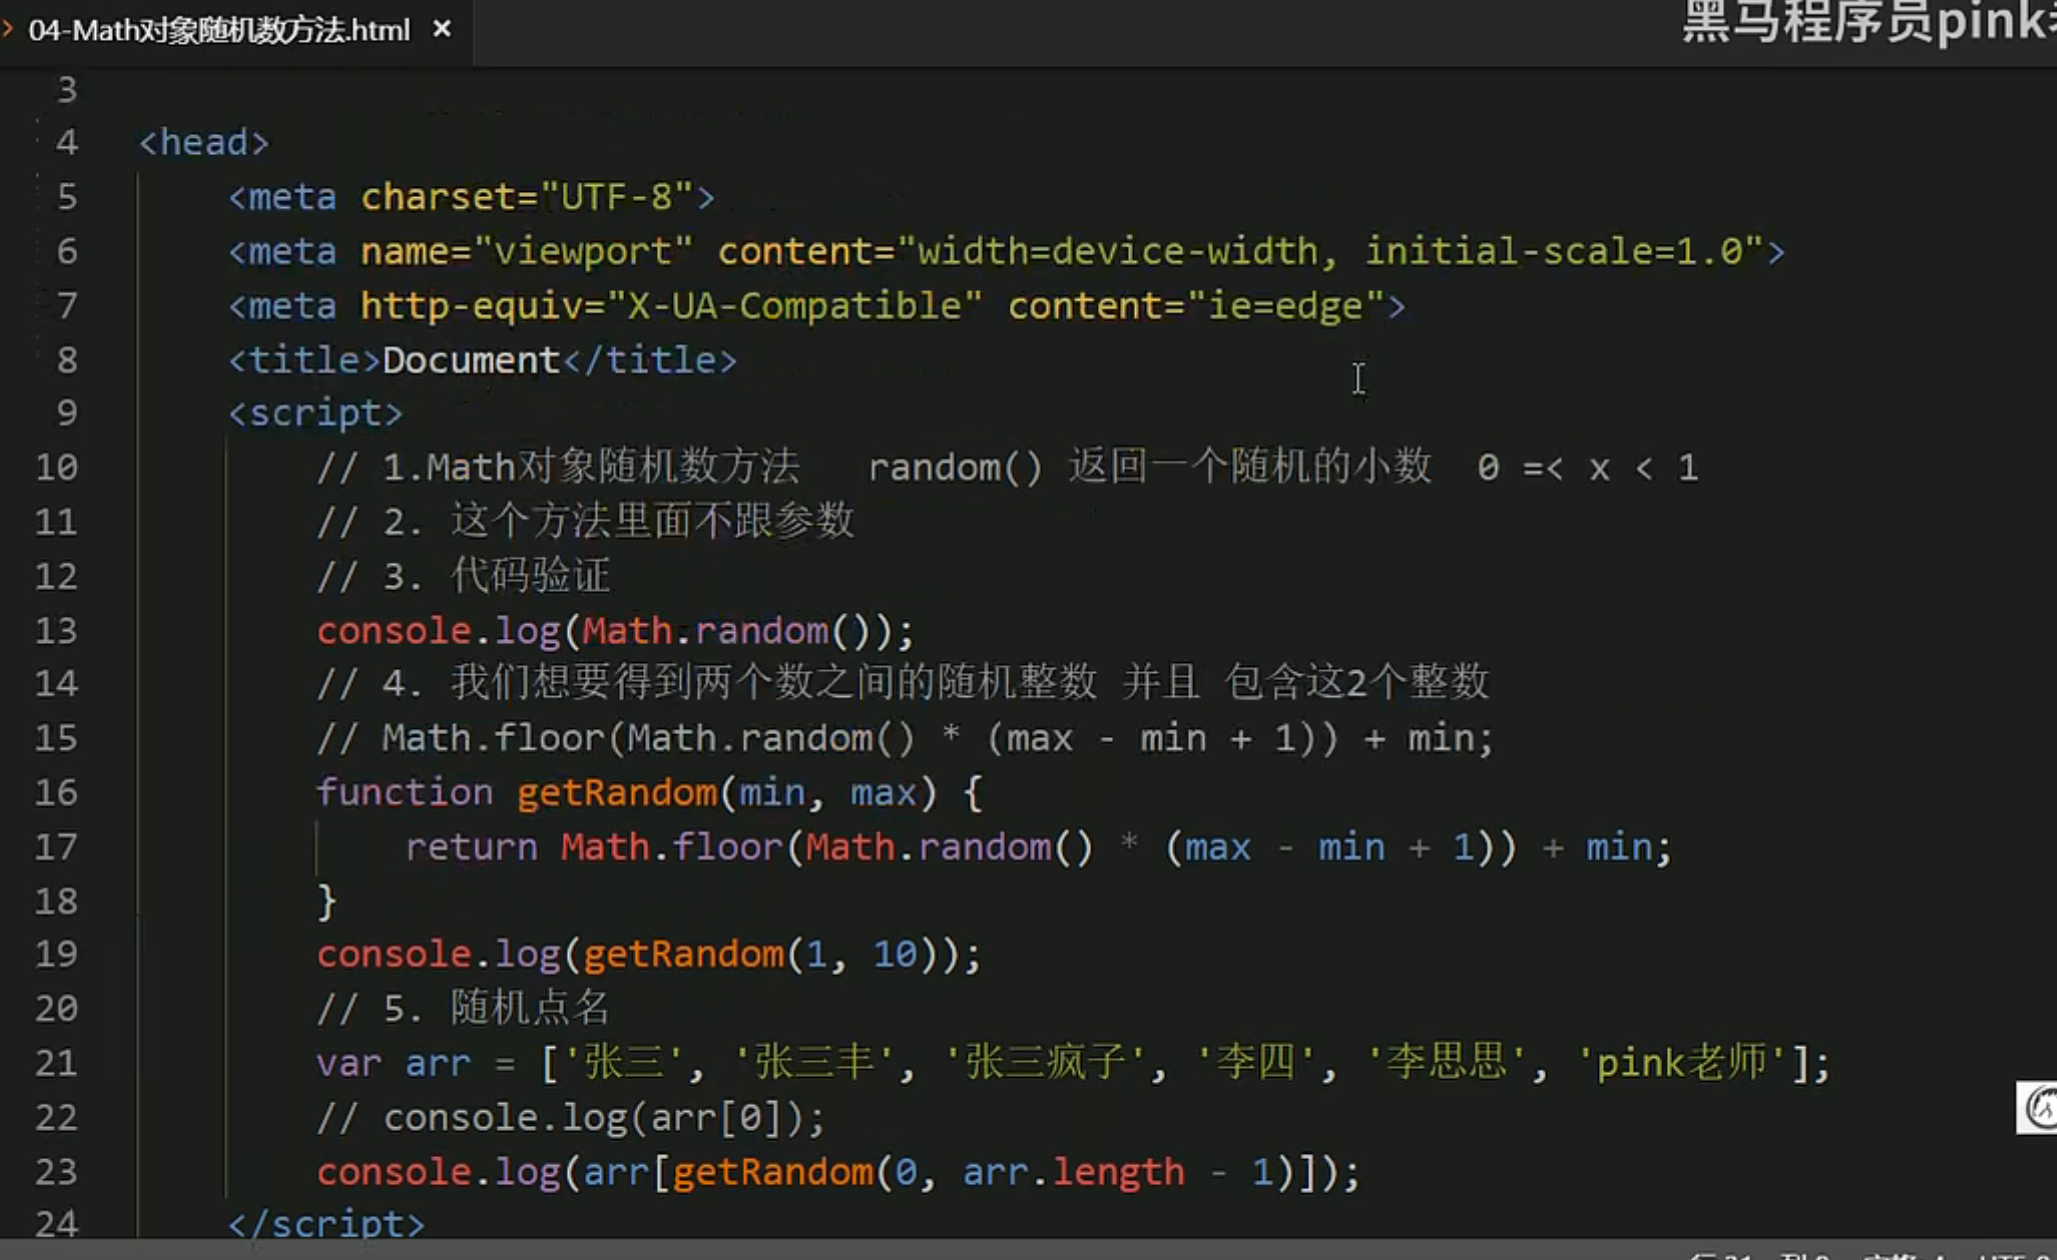 04-Math对象随机数方法.html ×
黑马程序员pink
3
4 <head>
5 <meta charset="UTF-8">
6 <meta name="viewport" content="width=device-width, initial-scale=1.0">
7 <meta http-equiv="X-UA-Compatible" content="ie=edge">
8 <title>Document</title>
9 <script>
10 // 1.Math对象随机数方法 random() 返回一个随机的小数 0 =< x < 1
11 // 2. 这个方法里面不跟参数
12 // 3. 代码验证
13 console.log(Math.random());
14 // 4. 我们想要得到两个数之间的随机整数 并且 包含这2个整数
15 // Math.floor(Math.random() * (max - min + 1)) + min;
16 function getRandom(min, max) {
17 return Math.floor(Math.random() * (max - min + 1)) + min;
18 }
19 console.log(getRandom(1, 10));
20 // 5. 随机点名
21 var arr = ['张三', '张三丰', '张三疯子', '李四', '李思思', 'pink老师'];
22 // console.log(arr[0]);
23 console.log(arr[getRandom(0, arr.length - 1)]);
24 </script>